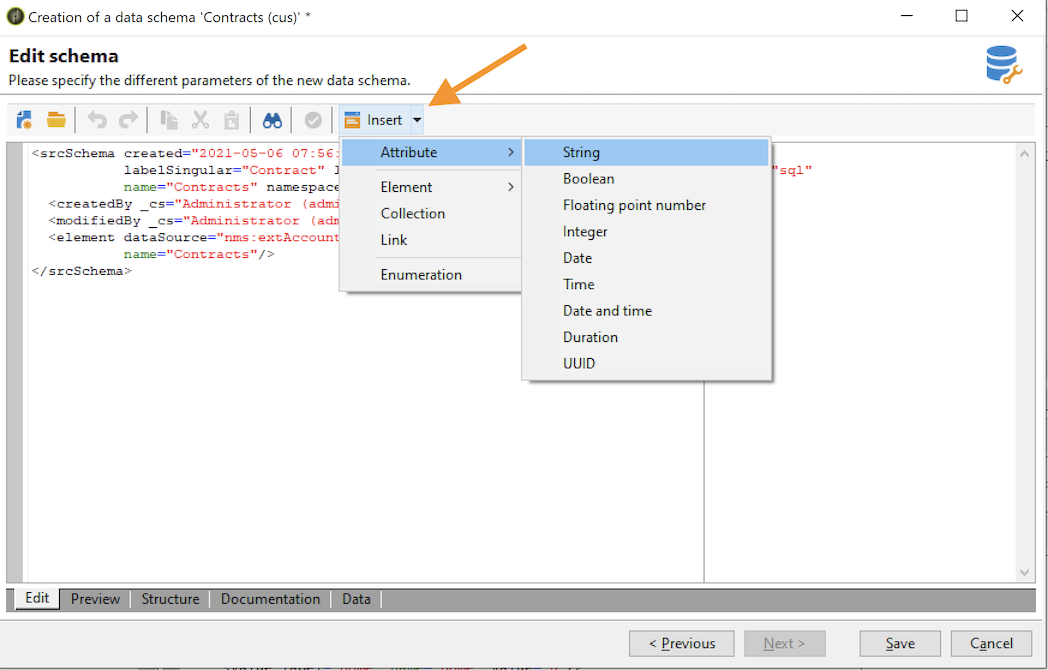 Creation of a data schema 'Contracts (cus)' *
Edit schema
Please specify the different parameters of the new data schema.
Insert
<srcSchema created="2021-05-06 07:56:
labelSingular="Contract"
"sql"
name="Contracts" namespace
<createdBy _cs="Administrator (admi
<modifiedBy _cs="Administrator (adm
<element dataSource="nms:extAccount
name="Contracts"/>
</srcSchema>
Attribute
Element
Collection
Link
Enumeration
String
Boolean
Floating point number
Integer
Date
Time
Date and time
Duration
UUID
Edit Preview Structure Documentation Data
< Previous Next > Save Cancel